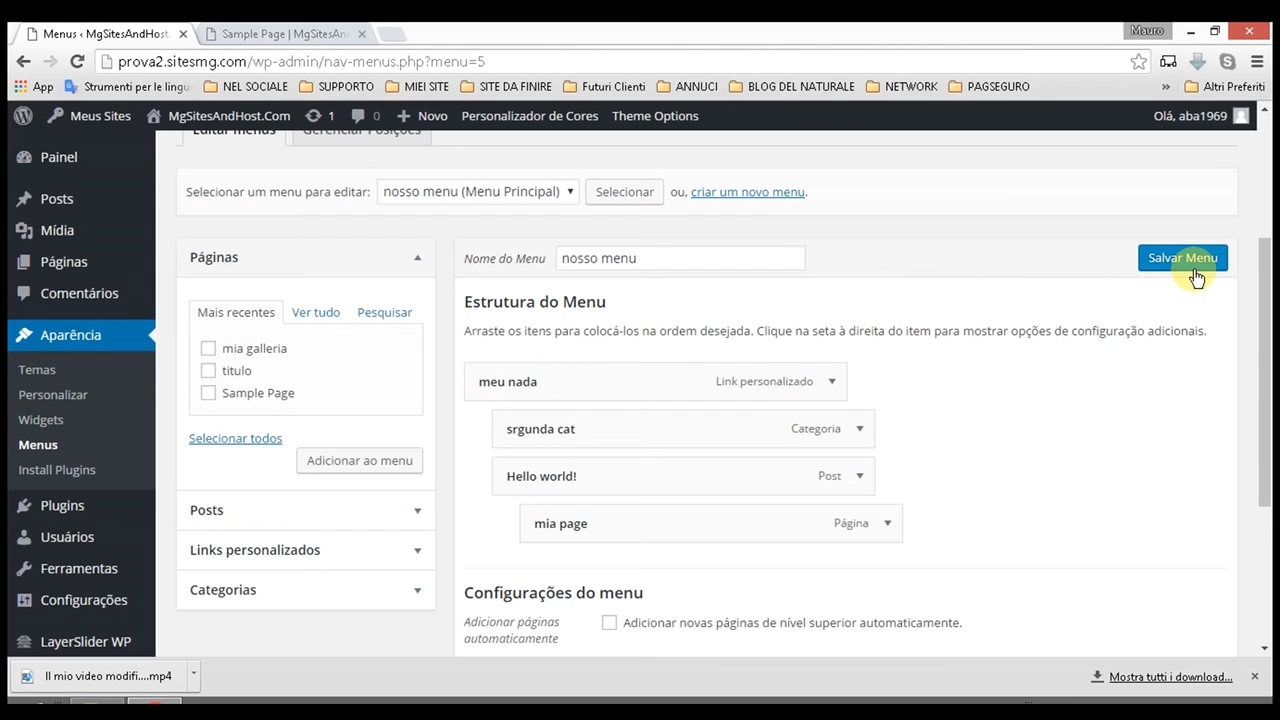 Menus ‹ MgSitesAndHost.
Sample Page | MgSitesAnd
Mauro
prova2.sitesmg.com/wp-admin/nav-menus.php?menu=5
App
Strumenti per le lingue
NEL SOCIALE
SUPPORTO
MIEI SITE
SITE DA FINIRE
Futuri Clienti
ANNUCI
BLOG DEL NATURALE
NETWORK
PAGSEGURO
»
Altri Preferiti
Meus Sites
MgSitesAndHost.Com
1
0
Novo
Personalizador de Cores
Theme Options
Olá, aba1969
Editar menus
Gerenciar Posições
Painel
Posts
Mídia
Páginas
Comentários
Aparência
Temas
Personalizar
Widgets
Menus
Install Plugins
Plugins
Usuários
Ferramentas
Configurações
LayerSlider WP
Selecionar um menu para editar:
nosso menu (Menu Principal)
Selecionar
ou, criar um novo menu.
Páginas
Mais recentes
Ver tudo
Pesquisar
mia galleria
titulo
Sample Page
Selecionar todos
Adicionar ao menu
Posts
Links personalizados
Categorias
Nome do Menu
nosso menu
Salvar Menu
Estrutura do Menu
Arraste os itens para colocá-los na ordem desejada. Clique na seta à direita do item para mostrar opções de configuração adicionais.
meu nada
Link personalizado
srgunda cat
Categoria
Hello world!
Post
mia page
Página
Configurações do menu
Adicionar páginas
automaticamente
Adicionar novas páginas de nível superior automaticamente.
Il mio video modifi....mp4
Mostra tutti i download...